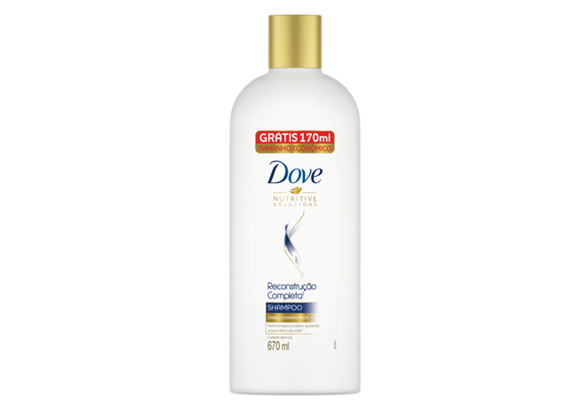 GRÁTIS 170ml
TAMANHO ECONÔMICO
Dove
NUTRITIVE
SOLUTIONS
Reconstrução
Completa
SHAMPOO
670 ml